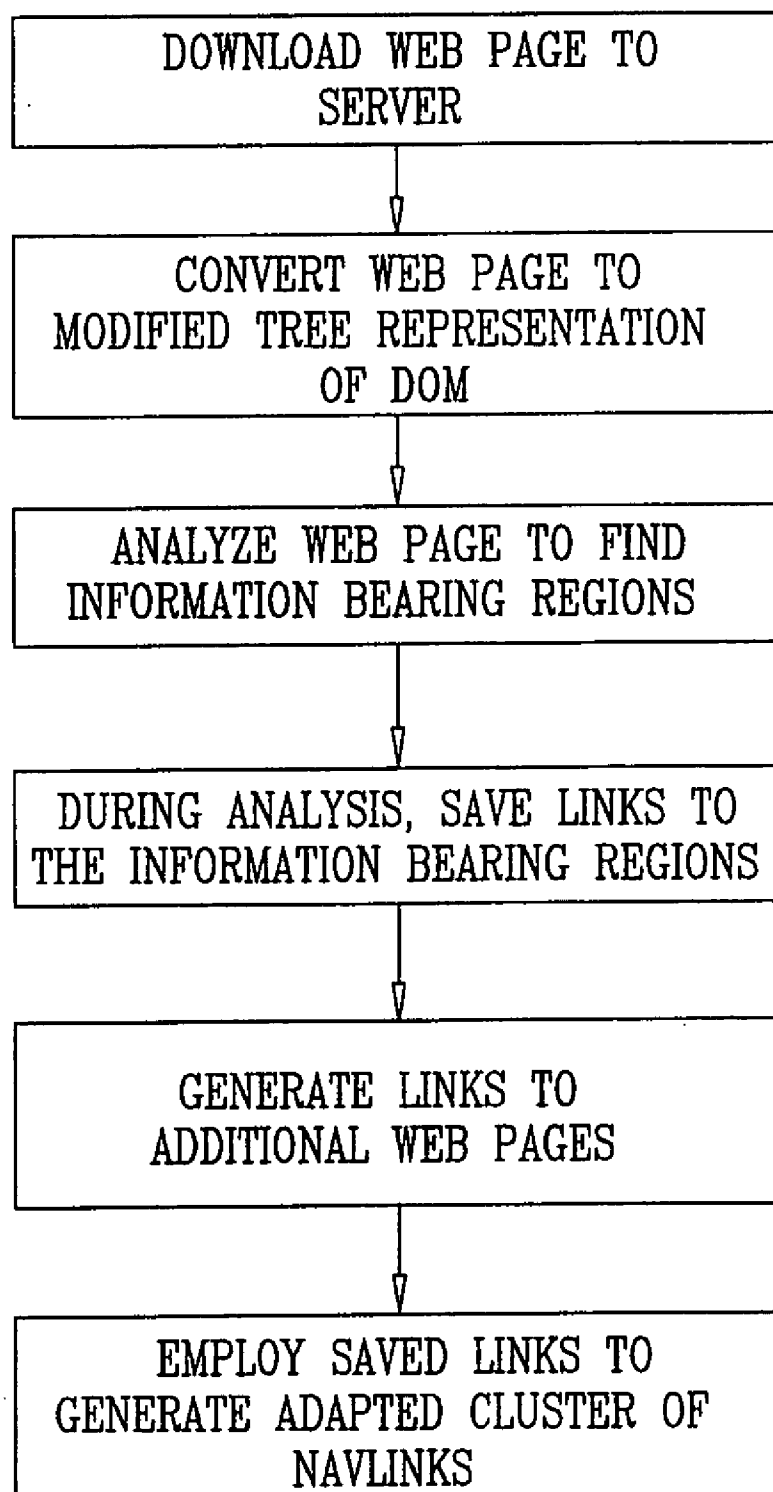 DOWNLOAD WEB PAGE TO
SERVER
CONVERT WEB PAGE TO
MODIFIED TREE REPRESENTATION
OF DOM
ANALYZE WEB PAGE TO FIND
INFORMATION BEARING REGIONS
DURING ANALYSIS, SAVE LINKS TO
THE INFORMATION BEARING REGIONS
GENERATE LINKS TO
ADDITIONAL WEB PAGES
EMPLOY SAVED LINKS TO
GENERATE ADAPTED CLUSTER OF
NAVLINKS